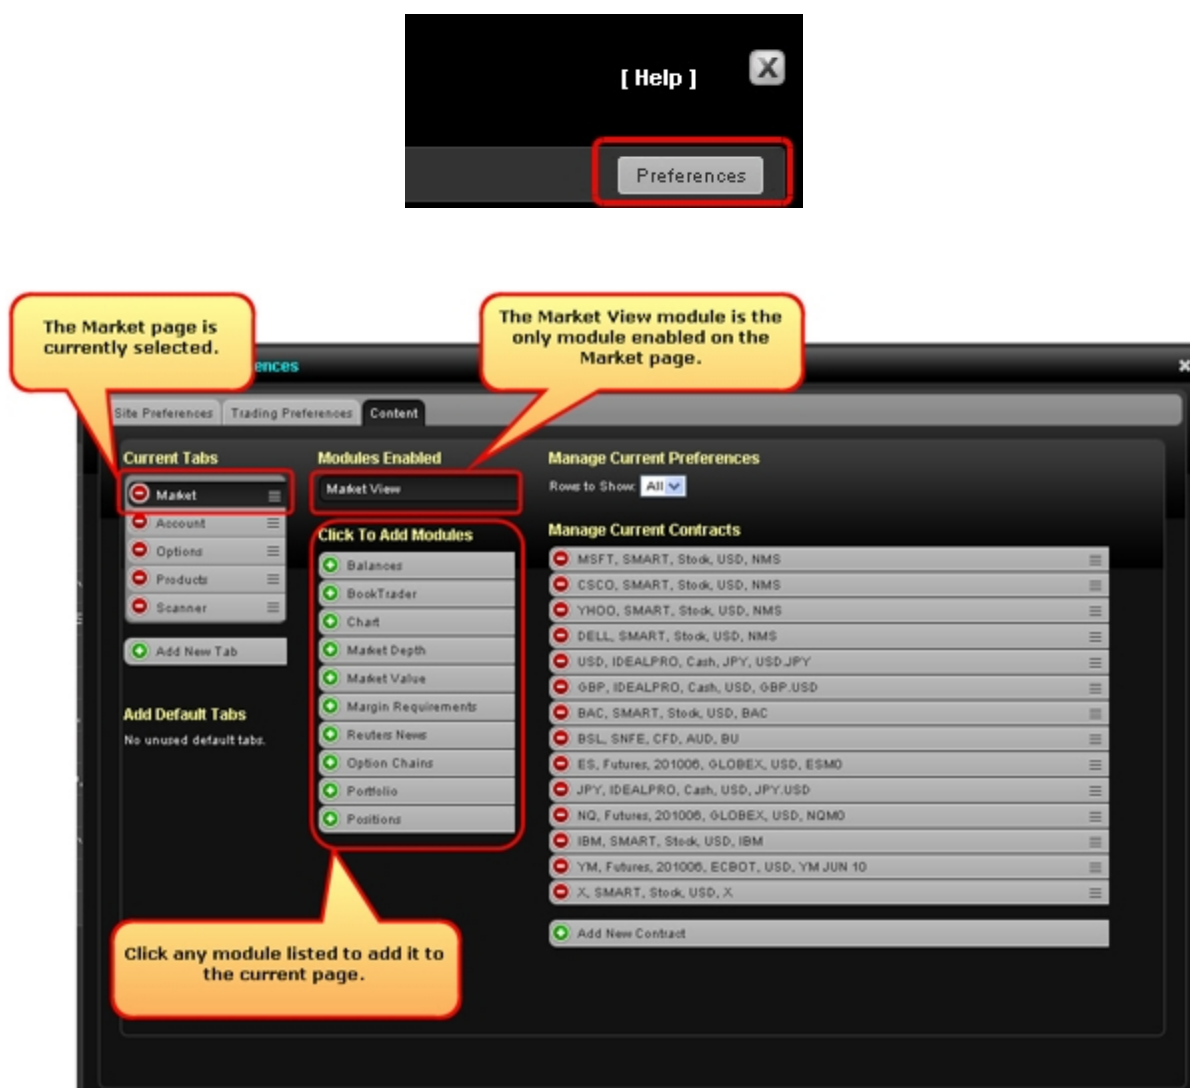 [ Help ]
X
Preferences
The Market page is
currently selected.
The Market View module is the
only module enabled on the
Market page.
ences
Site Preferences Trading Preferences Content
Current Tabs
Market
Account
Options
Products
Scanner
Add New Tab
Add Default Tabs
No unused default tabs.
Modules Enabled
Market View
Click To Add Modules
Balances
BookTrader
Chart
Market Depth
Market Value
Margin Requirements
Reuters News
Option Chains
Portfolio
Positions
Manage Current Preferences
Rows to Show: All
Manage Current Contracts
MSFT, SMART, Stock, USD, NMS
CSCO, SMART, Stock, USD, NMS
YHOO, SMART, Stock, USD, NMS
DELL, SMART, Stock, USD, NMS
USD, IDEALPRO, Cash, JPY, USD.JPY
GBP, IDEALPRO, Cash, USD, GBP.USD
BAC, SMART, Stock, USD, BAC
BSL, SNFE, CFD, AUD, BU
ES, Futures, 201006, GLOBEX, USD, ESM0
JPY, IDEALPRO, Cash, USD, JPY.USD
NQ, Futures, 201006, GLOBEX, USD, NQM0
IBM, SMART, Stock, USD, IBM
YM, Futures, 201006, ECBOT, USD, YM JUN 10
X, SMART, Stock, USD, X
Add New Contract
Click any module listed to add it to
the current page.